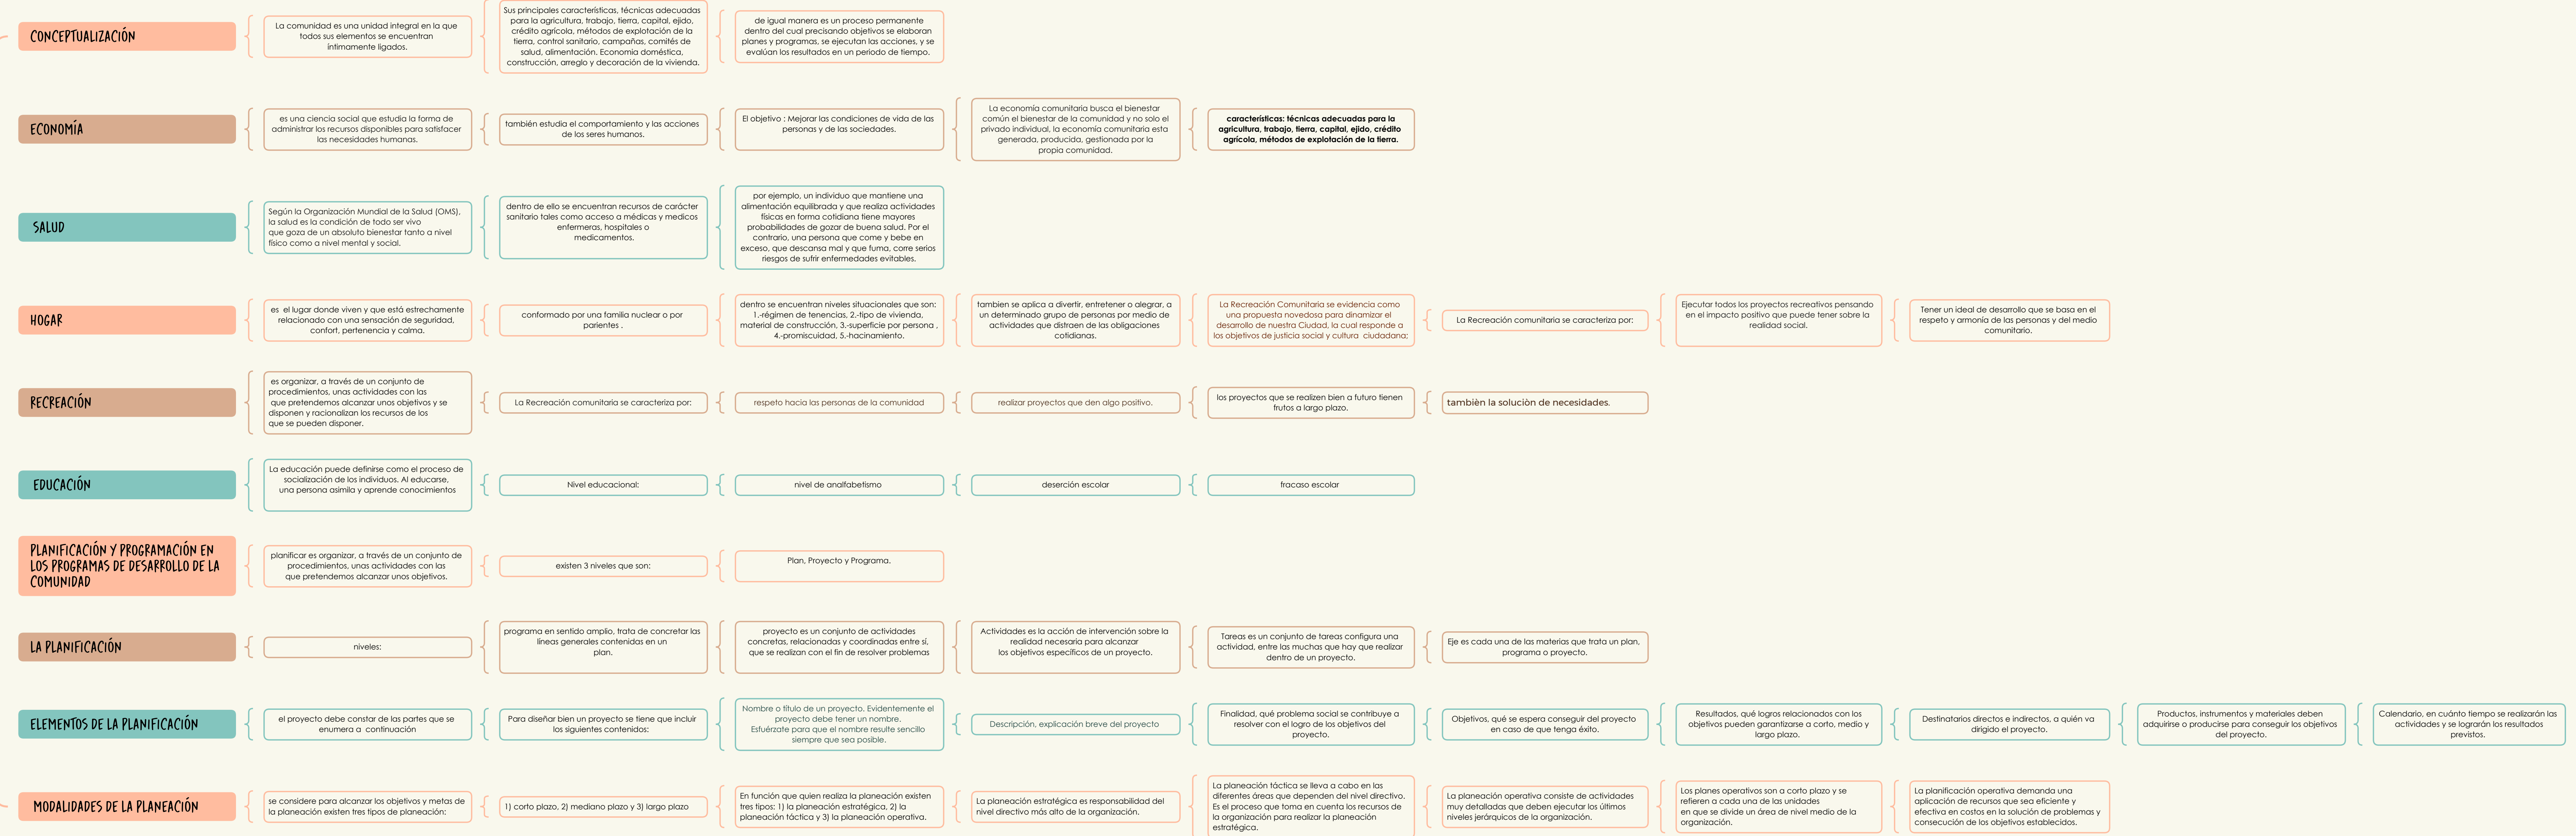 CONCEPTUALIZACIÓN
La comunidad es una unidad integral en la que
todos sus elementos se encuentran
íntimamente ligados.
Sus principales características, técnicas adecuadas
para la agricultura, trabajo, tierra, capital, ejido,
crédito agrícola, métodos de explotación de la
tierra, control sanitario, campañas, comités de
salud, alimentación. Economia doméstica,
construcción, arreglo y decoración de la vivienda.
de igual manera es un proceso permanente
dentro del cual precisando objetivos se elaboran
planes y programas, se ejecutan las acciones, y se
evalúan los resultados en un periodo de tiempo.
ECONOMÍA
es una ciencia social que estudia la forma de
administrar los recursos disponibles para satisfacer
las necesidades humanas.
también estudia el comportamiento y las acciones
de los seres humanos.
El objetivo : Mejorar las condiciones de vida de las
personas y de las sociedades.
La economía comunitaria busca el bienestar
común el bienestar de la comunidad y no solo el
privado individual, la economía comunitaria esta
generada, producida, gestionada por la
propia comunidad.
características: técnicas adecuadas para la
agricultura, trabajo, tierra, capital, ejido, crédito
agrícola, métodos de explotación de la tierra.
SALUD
Según la Organización Mundial de la Salud (OMS),
la salud es la condición de todo ser vivo
que goza de un absoluto bienestar tanto a nivel
físico como a nivel mental y social.
dentro de ello se encuentran recursos de carácter
sanitario tales como acceso a médicas y medicos
enfermeras, hospitales o
medicamentos.
por ejemplo, un individuo que mantiene una
alimentación equilibrada y que realiza actividades
físicas en forma cotidiana tiene mayores
probabilidades de gozar de buena salud. Por el
contrario, una persona que come y bebe en
exceso, que descansa mal y que fuma, corre serios
riesgos de sufrir enfermedades evitables.
HOGAR
es  el lugar donde viven y que está estrechamente
relacionado con una sensación de seguridad,
confort, pertenencia y calma.
conformado por una familia nuclear o por
parientes .
dentro se encuentran niveles situacionales que son:
1.-régimen de tenencias, 2.-tipo de vivienda,
material de construcción, 3.-superficie por persona ,
4.-promiscuidad, 5.-hacinamiento.
tambien se aplica a divertir, entretener o alegrar, a
un determinado grupo de personas por medio de
actividades que distraen de las obligaciones
cotidianas.
La Recreación Comunitaria se evidencia como
una propuesta novedosa para dinamizar el
desarrollo de nuestra Ciudad, la cual responde a
los objetivos de justicia social y cultura  ciudadana;
La Recreación comunitaria se caracteriza por:
Ejecutar todos los proyectos recreativos pensando
en el impacto positivo que puede tener sobre la
realidad social.
Tener un ideal de desarrollo que se basa en el
respeto y armonía de las personas y del medio
comunitario.
RECREACIÓN
es organizar, a través de un conjunto de
procedimientos, unas actividades con las
que pretendemos alcanzar unos objetivos y se
disponen y racionalizan los recursos de los
que se pueden disponer.
La Recreación comunitaria se caracteriza por:
respeto hacia las personas de la comunidad
realizar proyectos que den algo positivo.
los proyectos que se realizen bien a futuro tienen
frutos a largo plazo.
tambièn la soluciòn de necesidades.
EDUCACIÓN
La educación puede definirse como el proceso de
socialización de los individuos. Al educarse,
una persona asimila y aprende conocimientos
Nivel educacional:
nivel de analfabetismo
deserción escolar
fracaso escolar
PLANIFICACIÓN Y PROGRAMACIÓN EN
LOS PROGRAMAS DE DESARROLLO DE LA
COMUNIDAD
planificar es organizar, a través de un conjunto de
procedimientos, unas actividades con las
que pretendemos alcanzar unos objetivos.
existen 3 niveles que son:
Plan, Proyecto y Programa.
LA PLANIFICACIÓN
niveles:
programa en sentido amplio, trata de concretar las
líneas generales contenidas en un
plan.
proyecto es un conjunto de actividades
concretas, relacionadas y coordinadas entre sí,
que se realizan con el fin de resolver problemas
Actividades es la acción de intervención sobre la
realidad necesaria para alcanzar
los objetivos específicos de un proyecto.
Tareas es un conjunto de tareas configura una
actividad, entre las muchas que hay que realizar
dentro de un proyecto.
Eje es cada una de las materias que trata un plan,
programa o proyecto.
ELEMENTOS DE LA PLANIFICACIÓN
el proyecto debe constar de las partes que se
enumera a  continuación
Para diseñar bien un proyecto se tiene que incluir
los siguientes contenidos:
Nombre o título de un proyecto. Evidentemente el
proyecto debe tener un nombre.
Esfuérzate para que el nombre resulte sencillo
siempre que sea posible.
Descripción, explicación breve del proyecto
Finalidad, qué problema social se contribuye a
resolver con el logro de los objetivos del
proyecto.
Objetivos, qué se espera conseguir del proyecto
en caso de que tenga éxito.
Resultados, qué logros relacionados con los
objetivos pueden garantizarse a corto, medio y
largo plazo.
Destinatarios directos e indirectos, a quién va
dirigido el proyecto.
Productos, instrumentos y materiales deben
adquirirse o producirse para conseguir los objetivos
del proyecto.
Calendario, en cuánto tiempo se realizarán las
actividades y se lograrán los resultados
previstos.
MODALIDADES DE LA PLANEACIÓN
se considere para alcanzar los objetivos y metas de
la planeación existen tres tipos de planeación:
1) corto plazo, 2) mediano plazo y 3) largo plazo
En función que quien realiza la planeación existen
tres tipos: 1) la planeación estratégica, 2) la
planeación táctica y 3) la planeación operativa.
La planeación estratégica es responsabilidad del
nivel directivo más alto de la organización.
La planeación táctica se lleva a cabo en las
diferentes áreas que dependen del nivel directivo.
Es el proceso que toma en cuenta los recursos de
la organización para realizar la planeación
estratégica.
La planeación operativa consiste de actividades
muy detalladas que deben ejecutar los últimos
niveles jerárquicos de la organización.
Los planes operativos son a corto plazo y se
refieren a cada una de las unidades
en que se divide un área de nivel medio de la
organización.
La planificación operativa demanda una
aplicación de recursos que sea eficiente y
efectiva en costos en la solución de problemas y
consecución de los objetivos establecidos.